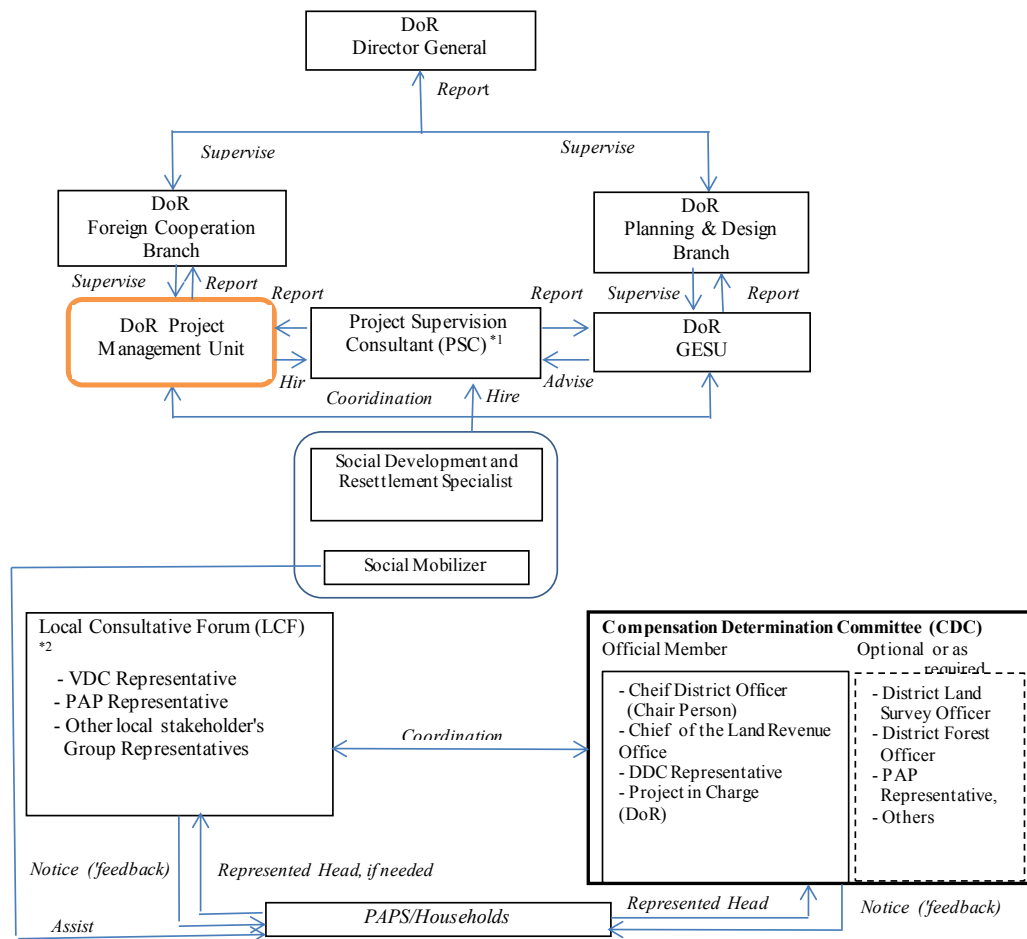 DoR
Director General
Report
Supervise
Supervise
DoR
Foreign Cooperation
Branch
DoR
Planning & Design
Branch
Supervise
Report
Report
Report
Supervise
Report
DoR Project
Management Unit
Project Supervision
Consultant (PSC) *1
DoR
GESU
Hir
Advise
Cooridination
Hire
Social Development and
Resettlement Specialist
Social Mobilizer
Local Consultative Forum (LCF)
*2
- VDC Representative
- PAP Representative
- Other local stakeholder's
Group Representatives
Coordination
Compensation Determination Committee (CDC)
Official Member
Optional or as
required
- Cheif District Officer
(Chair Person)
- Chief of the Land Revenue
Office
- DDC Representative
- Project in Charge
(DoR)
- District Land
Survey Officer
- District Forest
Officer
- PAP
Representative,
- Others
Notice ('feedback)
Represented Head, if needed
Assist
PAPS/Households
Represented Head
Notice ('feedback)